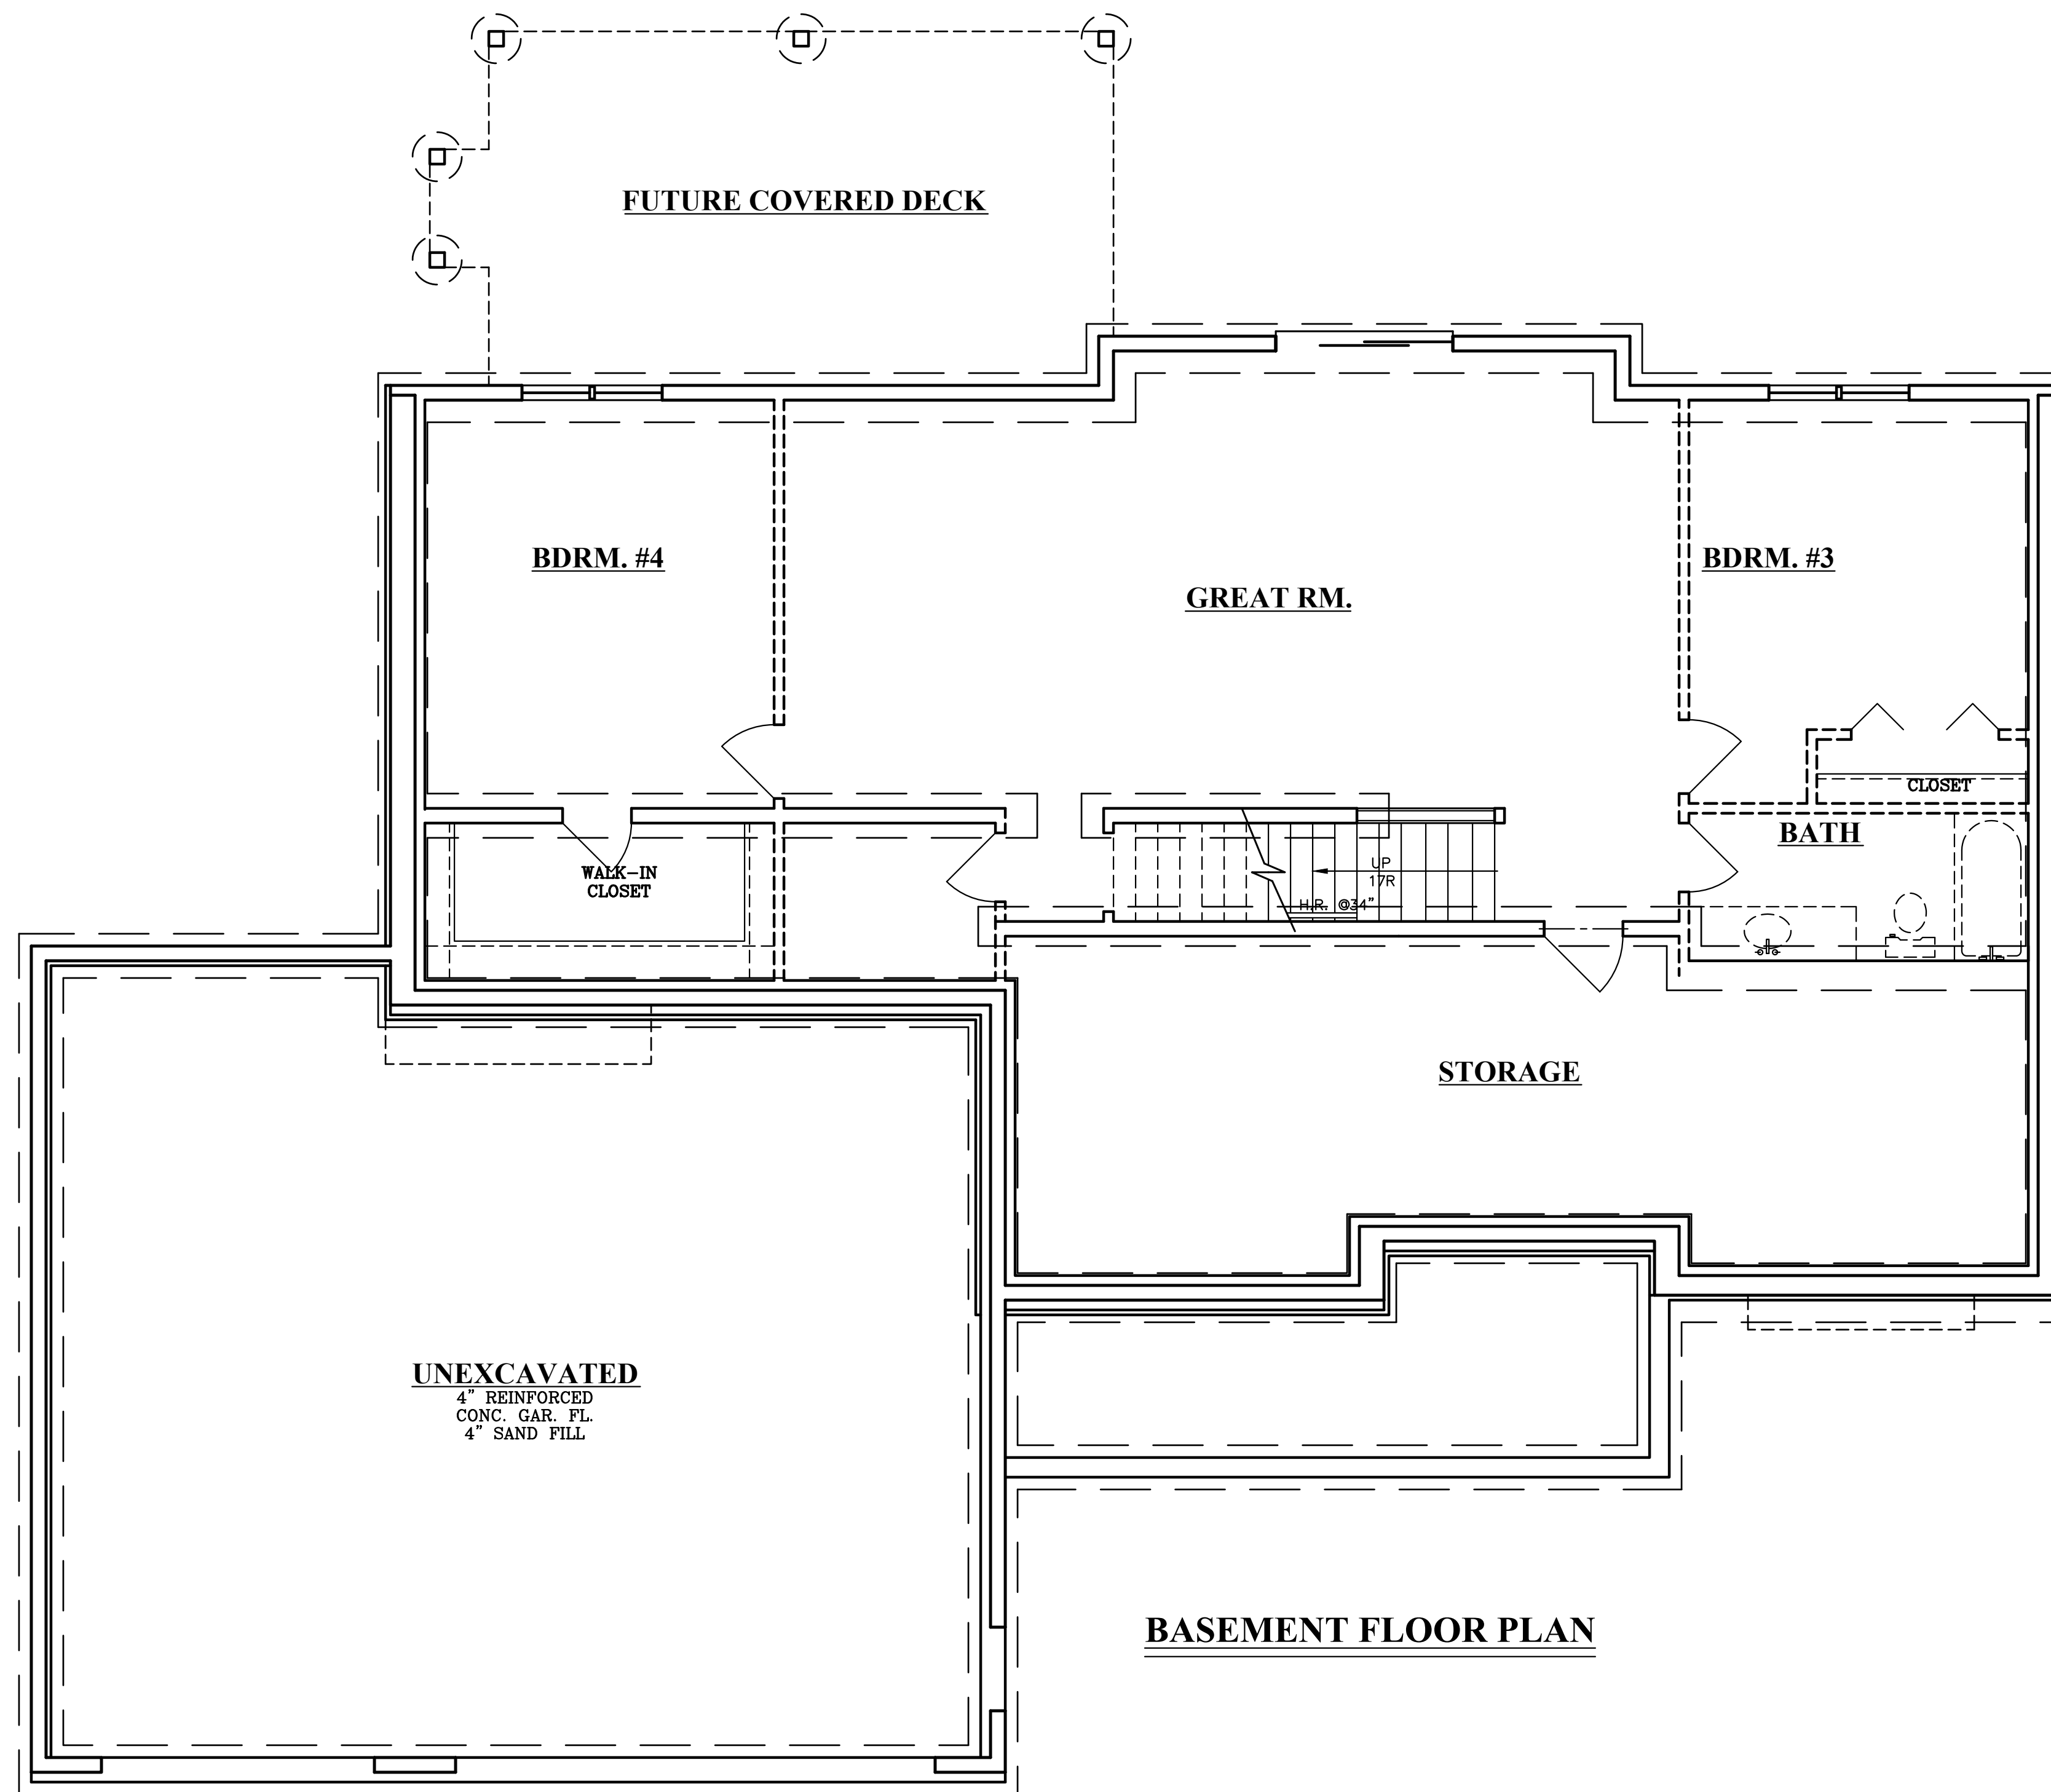 FUTURE COVERED DECK
BDRM. #4
BDRM. #3
GREAT RM.
CLOSET
BATH
WALK-IN
CLOSET
UP
17R
H.R. @34"
STORAGE
UNEXCAVATED
4" REINFORCED
CONC. GAR. FL.
4" SAND FILL
BASEMENT FLOOR PLAN